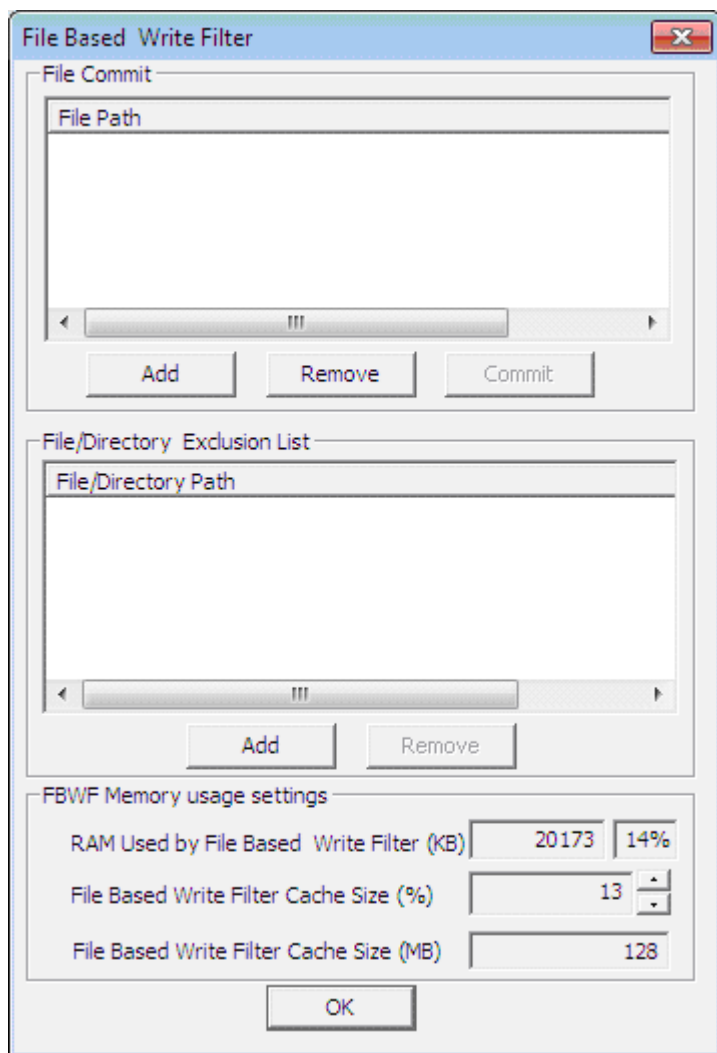 File Based  Write Filter
File Commit
File Path
Add Remove Commit
File/Directory  Exclusion List
File/Directory Path
Add Remove
FBWF Memory usage settings
RAM Used by File Based  Write Filter (KB) 20173 14%
File Based Write Filter Cache Size (%) 13
File Based Write Filter Cache Size (MB) 128
OK